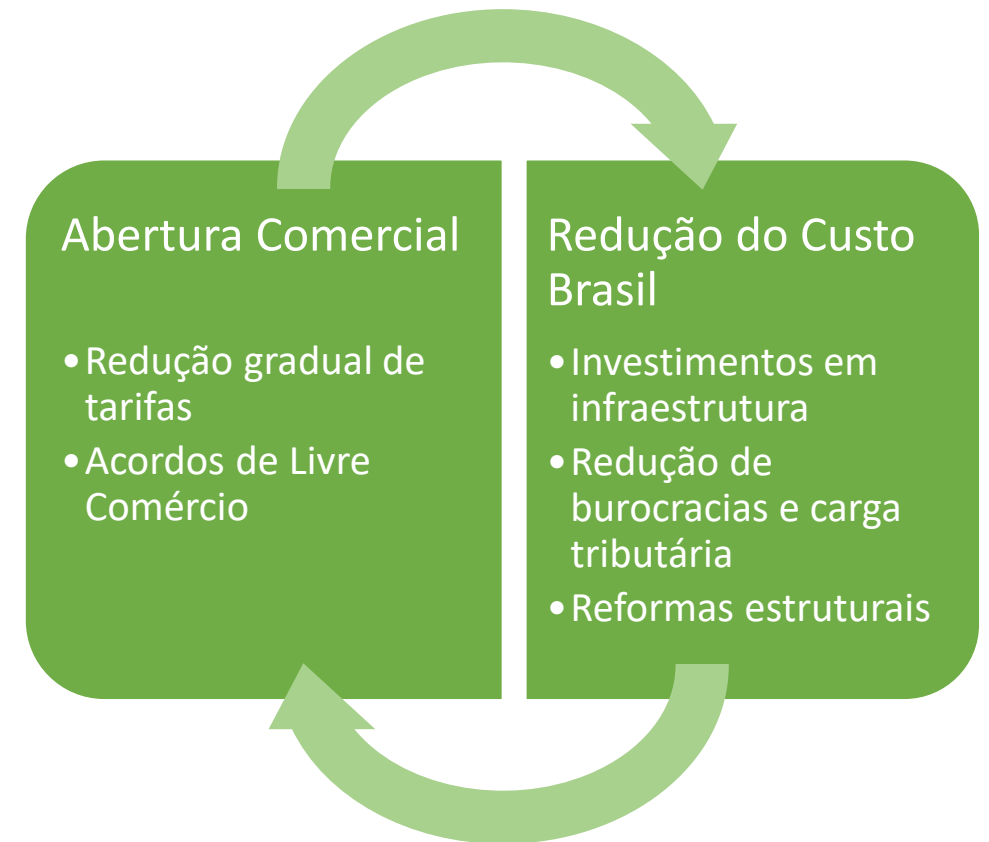 Abertura Comercial
•Redução gradual de
tarifas
•Acordos de Livre
Comércio
Redução do Custo
Brasil
•Investimentos em
infraestrutura
•Redução de
burocracias e carga
tributária
•Reformas estruturais